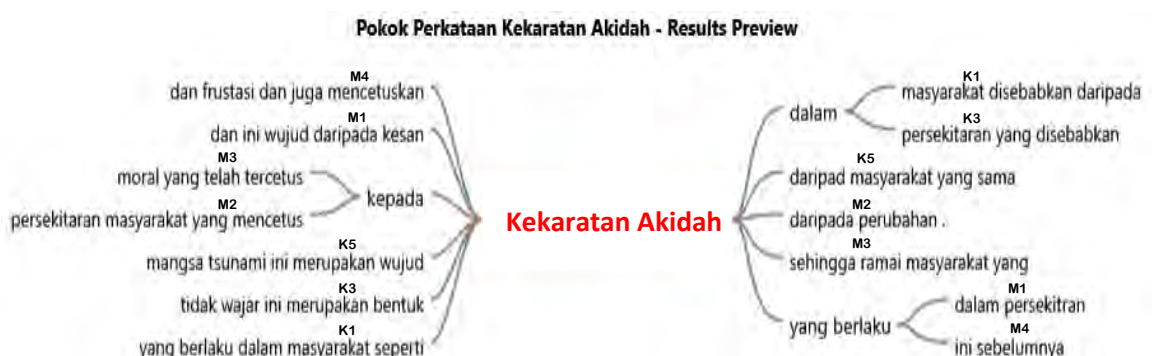 Pokok Perkataan Kekaratan Akidah - Results Preview
M4
dan frustasi dan juga mencetuskan
M1
dan ini wujud daripada kesan
M3
moral yang telah tercetus
kepada
M2
persekitaran masyarakat yang mencetus
K5
mangsa tsunami ini merupakan wujud
K3
tidak wajar ini merupakan bentuk
K1
yang berlaku dalam masyarakat seperti
Kekaratan Akidah
dalam
K1
masyarakat disebabkan daripada
K3
persekitaran yang disebabkan
K5
daripad masyarakat yang sama
M2
daripada perubahan .
M3
sehingga ramai masyarakat yang
yang berlaku
M1
dalam persekitran
M4
ini sebelumnya